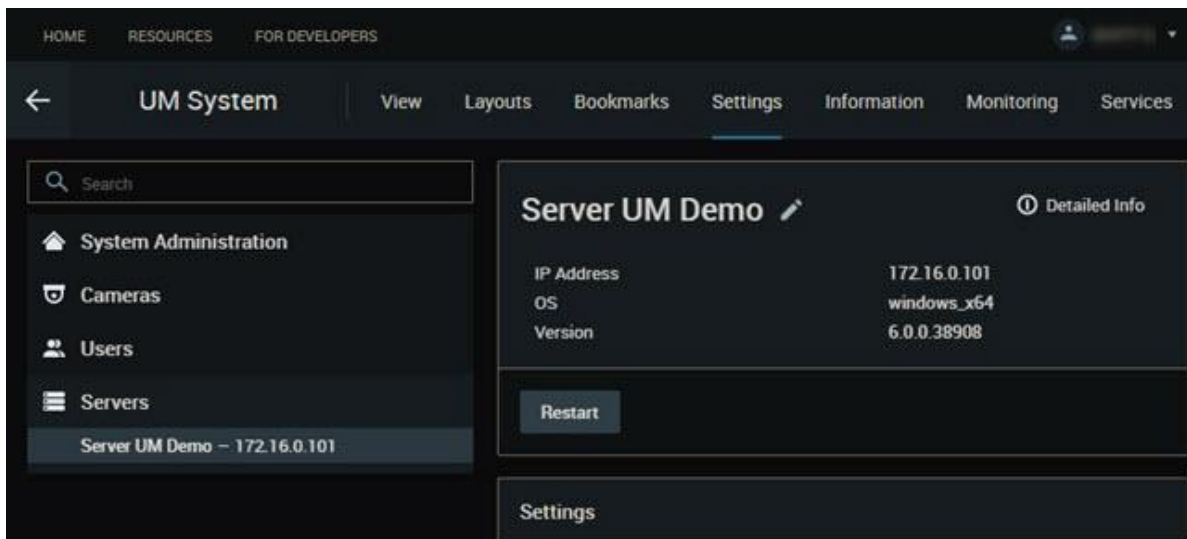 HOME RESOURCES FOR DEVELOPERS
UM System View Layouts Bookmarks Settings Information Monitoring Services
Search
System Administration
Cameras
Users
Servers
Server UM Demo – 172.16.0.101
Server UM Demo Detailed Info
IP Address 172.16.0.101
OS windows_x64
Version 6.0.0.38908
Restart
Settings